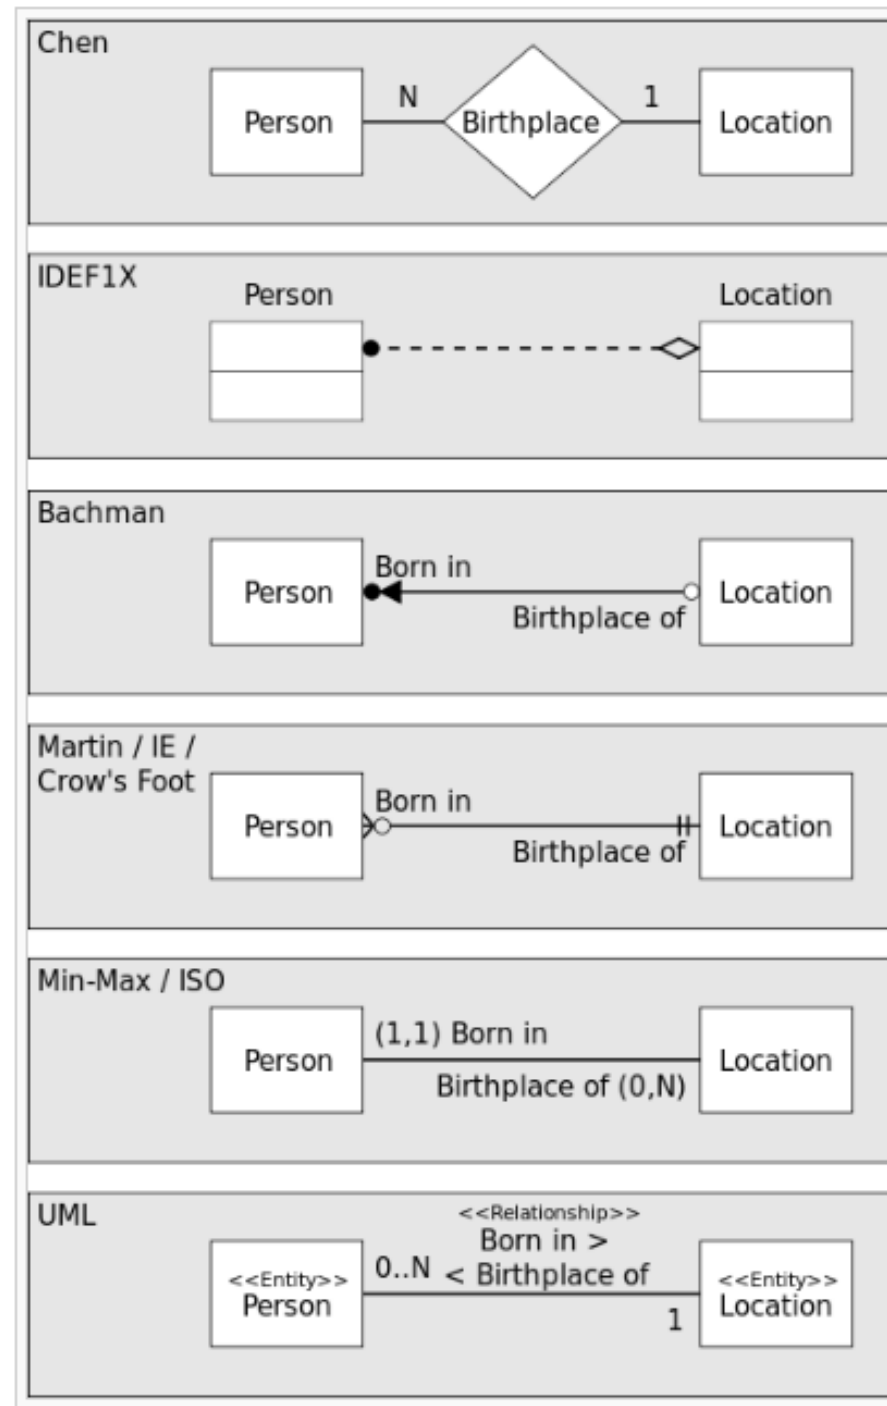 Chen
Person
N
Birthplace
1
Location
IDEF1X
Person
Location
Bachman
Person
Born in
Birthplace of
Location
Martin / IE /
Crow's Foot
Person
Born in
Birthplace of
Location
Min-Max / ISO
Person
(1,1) Born in
Birthplace of (0,N)
Location
UML
<<Entity>>
Person
0..N
<<Relationship>>
Born in >
< Birthplace of
1
<<Entity>>
Location